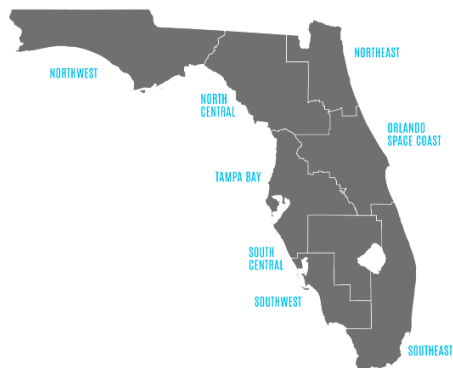 NORTHEAST
NORTHWEST
NORTH
CENTRAL
ORLANDO
SPACE COAST
TAMPA BAY
SOUTH
CENTRAL
SOUTHWEST
SOUTHEAST